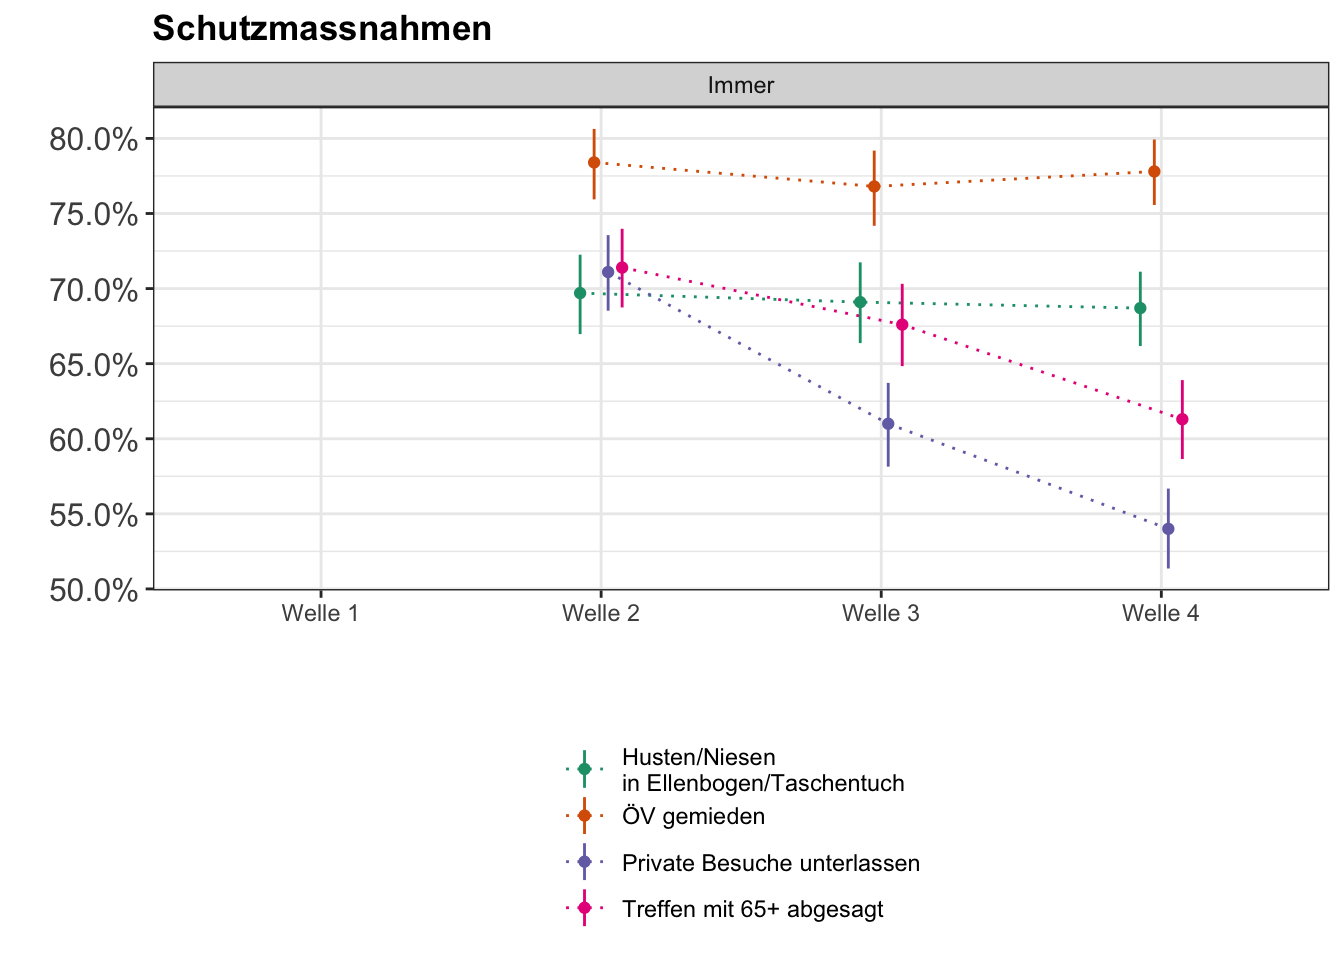 Schutzmassnahmen
Immer
80.0%
75.0%
70.0%
65.0%
60.0%
55.0%
50.0%
Welle 1
Welle 2
Welle 3
Welle 4
Husten/Niesen
in Ellenbogen/Taschentuch
ÖV gemieden
Private Besuche unterlassen
Treffen mit 65+ abgesagt